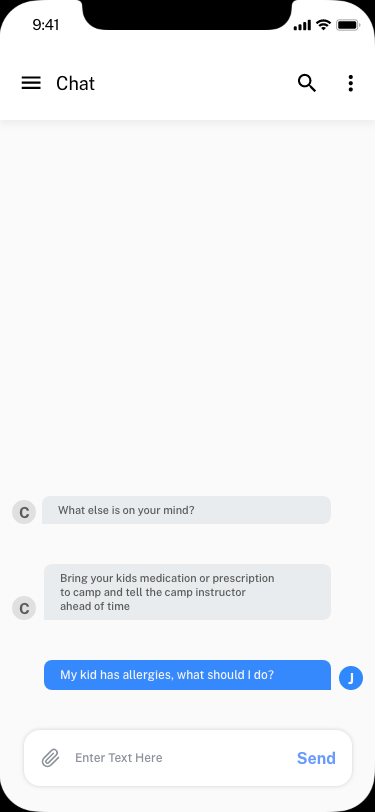 9:41
Chat
C
What else is on your mind?
C
Bring your kids medication or prescription
to camp and tell the camp instructor
ahead of time
My kid has allergies, what should I do?
J
Enter Text Here
Send